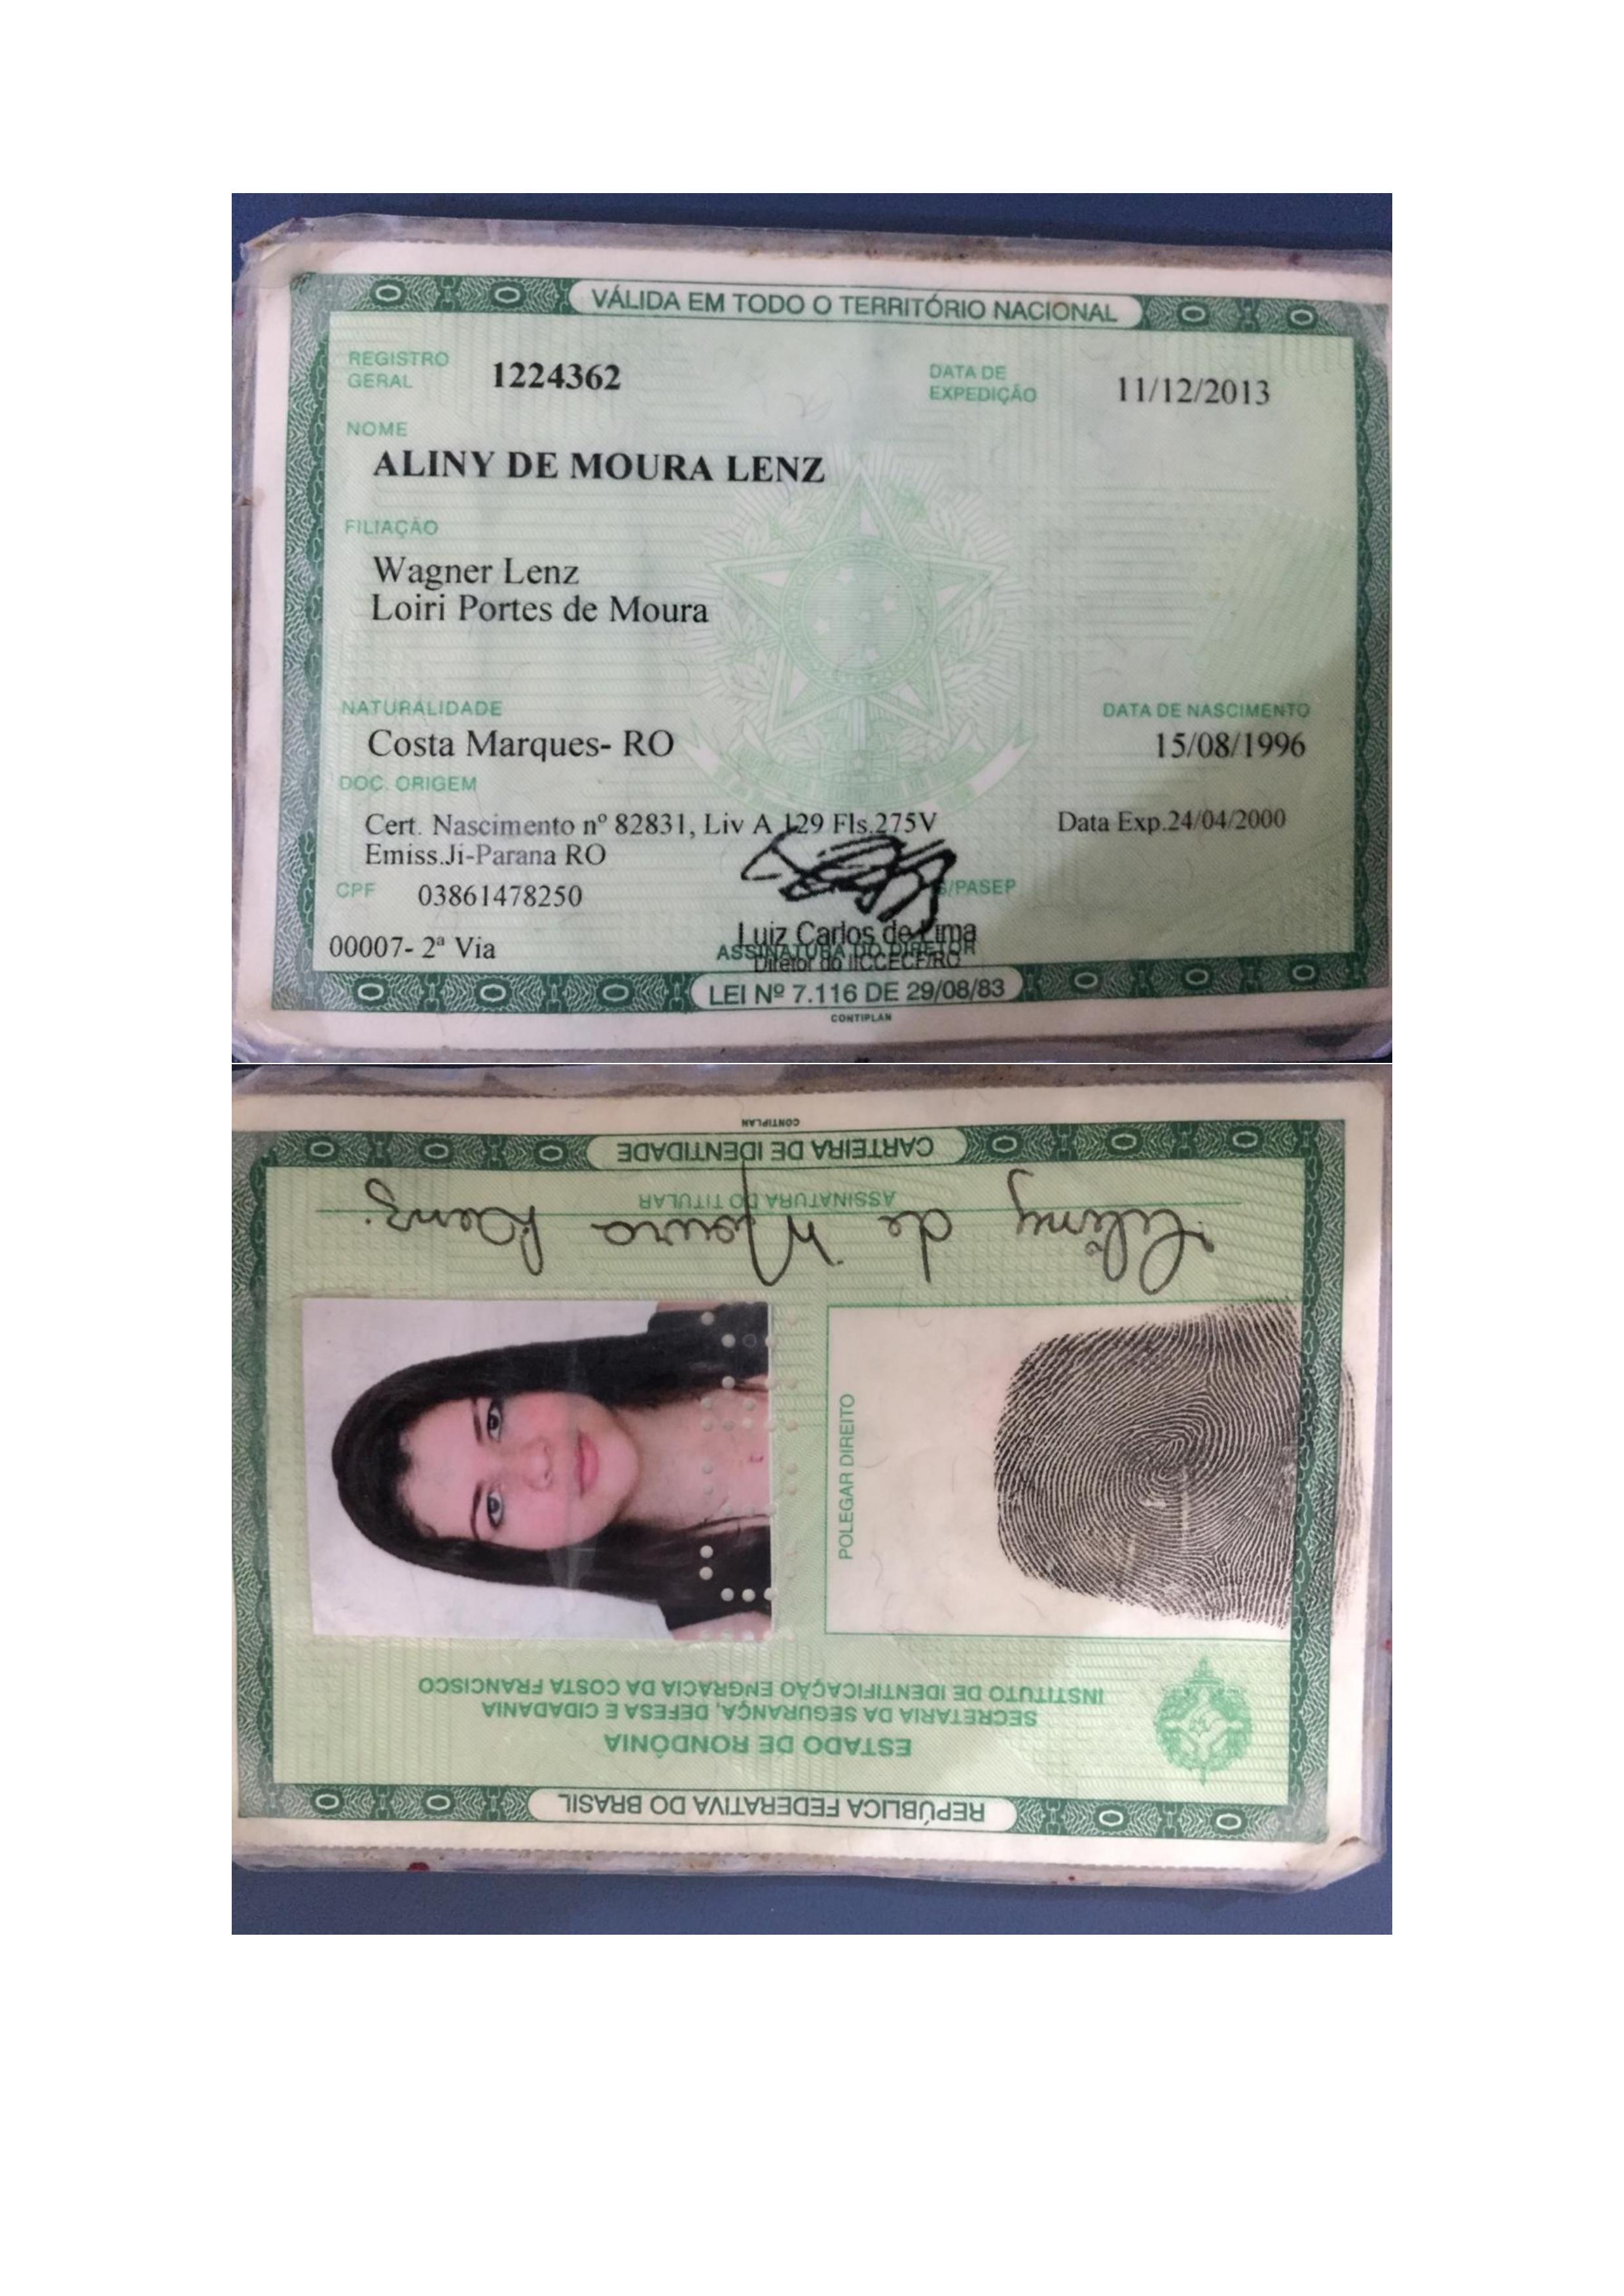 VÁLIDA EM TODO O TERRITÓRIO NACIONAL
REGISTRO GERAL 1224362
DATA DE EXPEDIÇÃO 11/12/2013
NOME
ALINY DE MOURA LENZ
FILIAÇÃO
Wagner Lenz
Loiri Portes de Moura
NATURALIDADE
Costa Marques- RO
DATA DE NASCIMENTO
15/08/1996
DOC. ORIGEM
Cert. Nascimento nº 82831, Liv A 129 Fls.275V Data Exp.24/04/2000
Emiss.Ji-Parana RO
CPF 03861478250
/PASEP
00007- 2ª Via
Luiz Carlos de Lima
ASSINATURA DO DIRETOR
Diretor do IICCECF/RO
LEI Nº 7.116 DE 29/08/83
CONTIPLAN
REPÚBLICA FEDERATIVA DO BRASIL
ESTADO DE RONDÔNIA
SECRETARIA DA SEGURANÇA, DEFESA E CIDADANIA
INSTITUTO DE IDENTIFICAÇÃO ENGRACIA DA COSTA FRANCISCO
POLEGAR DIREITO
Aliny de Moura Lenz.
ASSINATURA DO TITULAR
CARTEIRA DE IDENTIDADE
CONTIPLAN